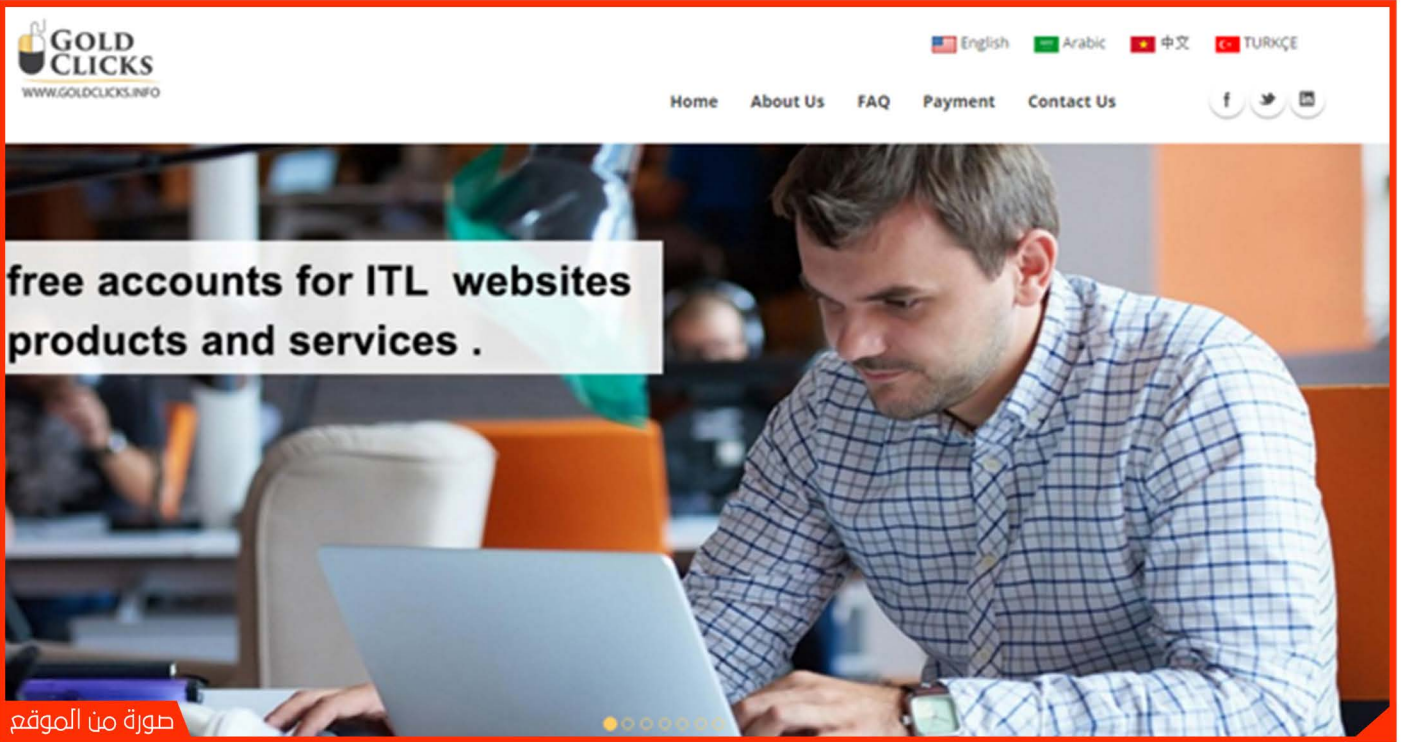 GOLD
CLICKS
WWW.GOLDCLICKS.INFO
English Arabic 中文 TURKÇE
Home About Us FAQ Payment Contact Us
f in
free accounts for ITL websites
products and services .
صورة من الموقع